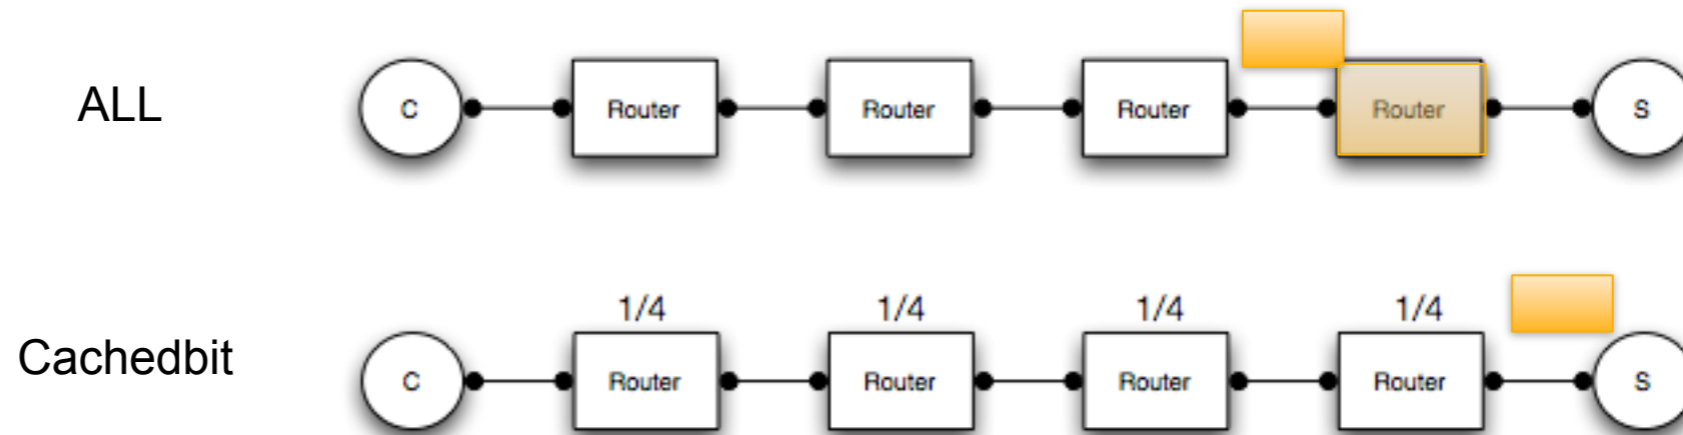 ALL
C Router Router Router Router S
1/4 1/4 1/4 1/4
Cachedbit
C Router Router Router Router S